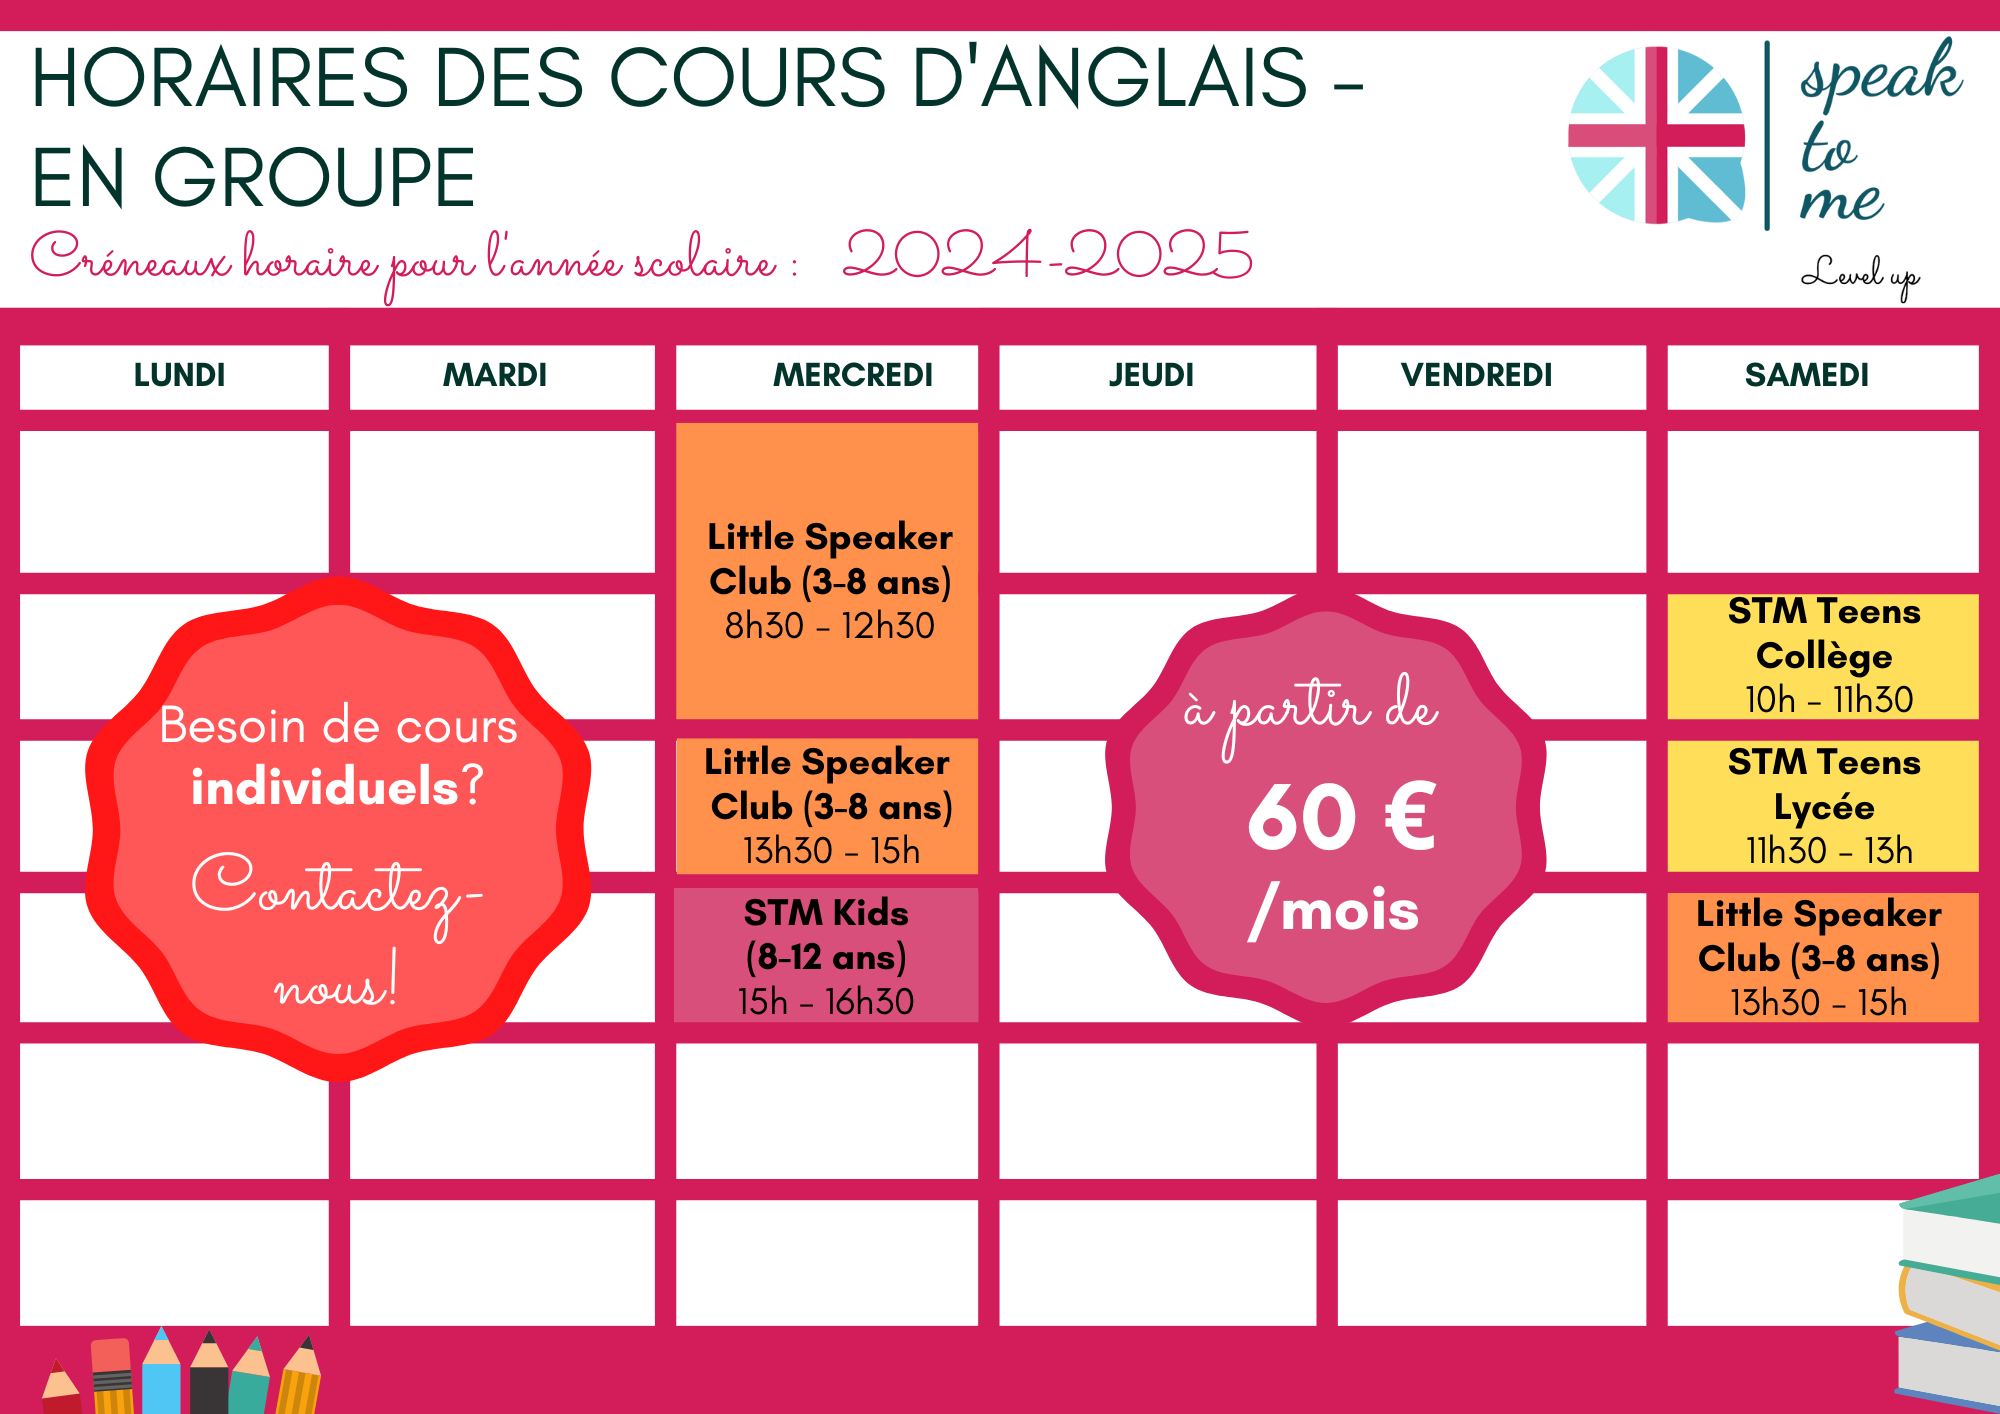 HORAIRES DES COURS D'ANGLAIS -
EN GROUPE
Créneaux horaire pour l'année scolaire : 2024-2025
speak
to
me
Level up
LUNDI
MARDI
MERCREDI
JEUDI
VENDREDI
SAMEDI
Little Speaker
Club (3-8 ans)
8h30 - 12h30
Little Speaker
Club (3-8 ans)
13h30 - 15h
STM Kids
(8-12 ans)
15h - 16h30
STM Teens
Collège
10h - 11h30
STM Teens
Lycée
11h30 - 13h
Little Speaker
Club (3-8 ans)
13h30 - 15h
Besoin de cours
individuels?
Contactez-
nous!
à partir de
60 €
/mois